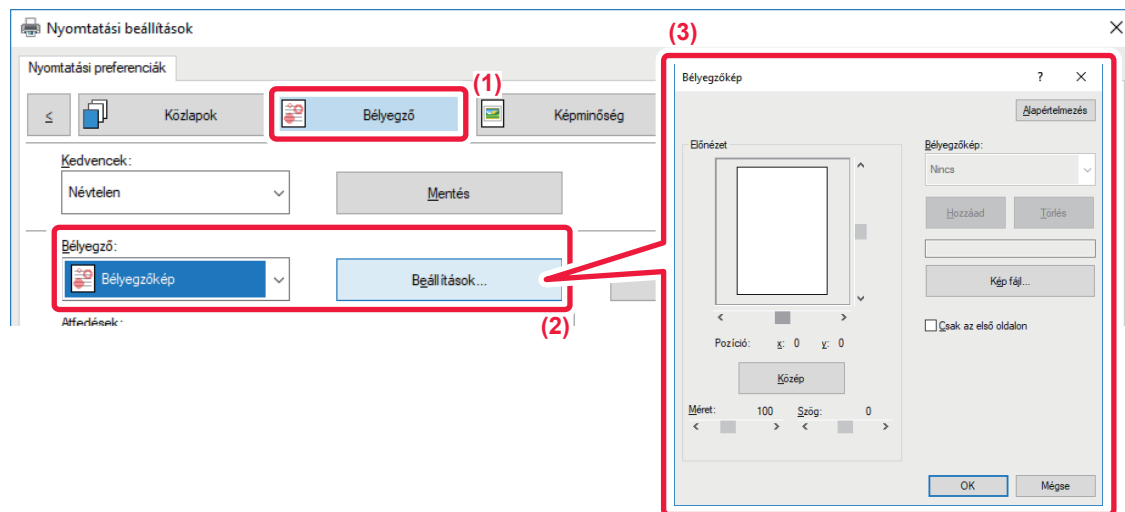 Nyomtatási beállítások
Nyomtatási preferenciák
(1)
< Közlapok Bélyegző Képminőség
Kedvencek:
Névtelen Mentés
Bélyegző:
Bélyegzőkép Beállítások...
(2)
Átfedések:
(3)
Bélyegzőkép ? ×
Alapértelmezés
Előnézet
Bélyegzőkép:
Nincs
Hozzáad Törlés
Kép fájl...
Csak az első oldalon
Pozíció: x: 0 y: 0
Közép
Méret: 100 Szög: 0
OK Mégse